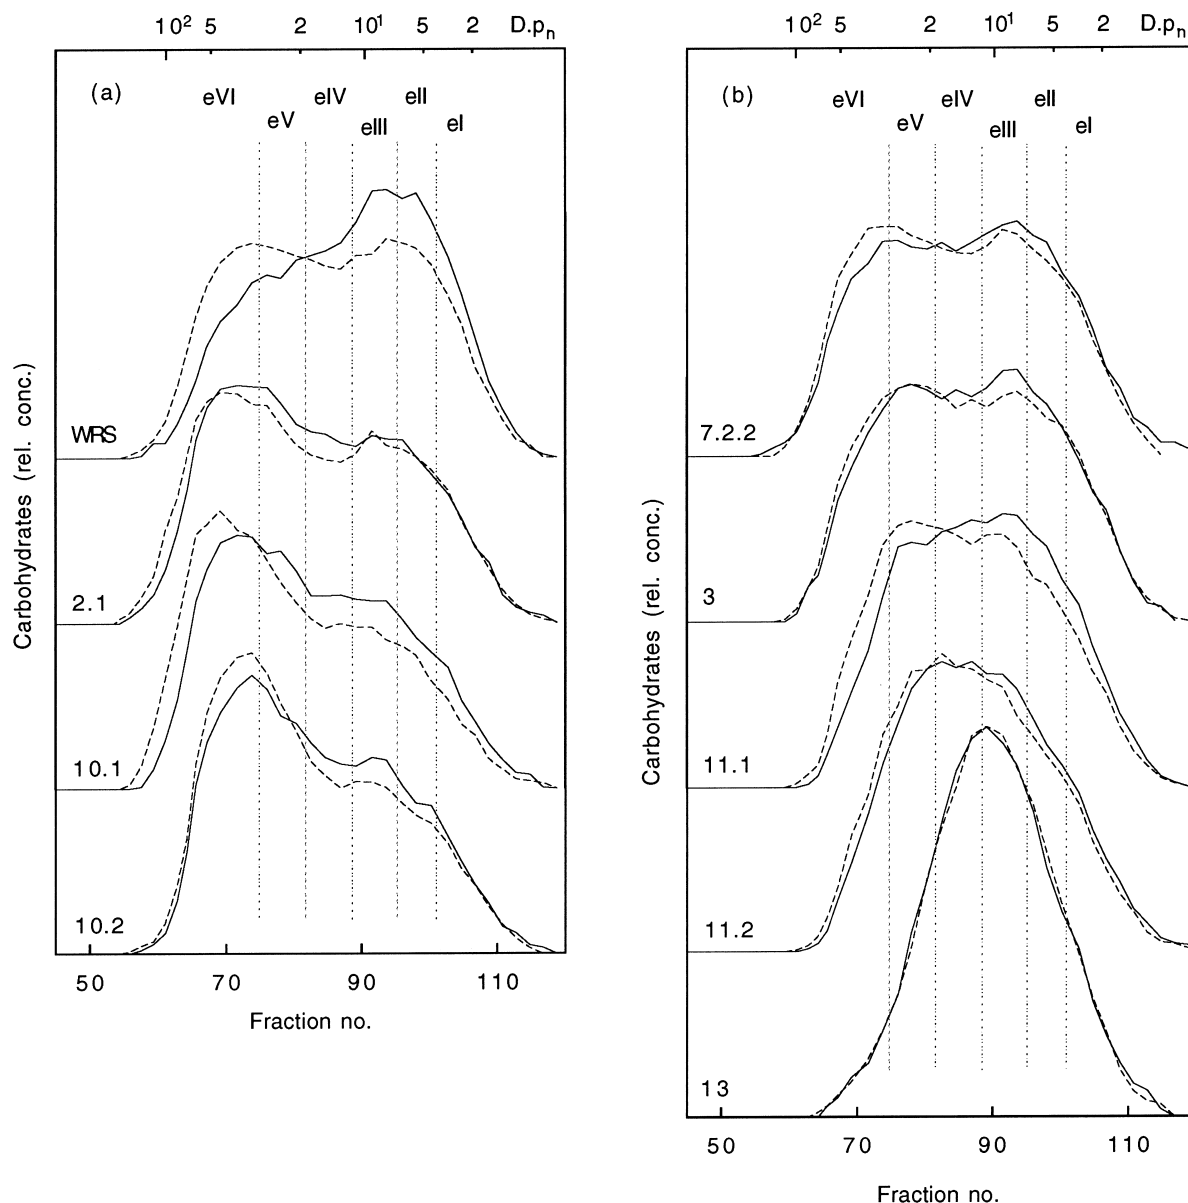 10² 5 2 10¹ 5 2 D.pₙ
(a) eVI eV eIV eIII eII eI
Carbohydrates (rel. conc.)
WRS
2.1
10.1
10.2
50 70 90 110
Fraction no.
10² 5 2 10¹ 5 2 D.pₙ
(b) eVI eV eIV eIII eII eI
Carbohydrates (rel. conc.)
7.2.2
3
11.1
11.2
13
50 70 90 110
Fraction no.